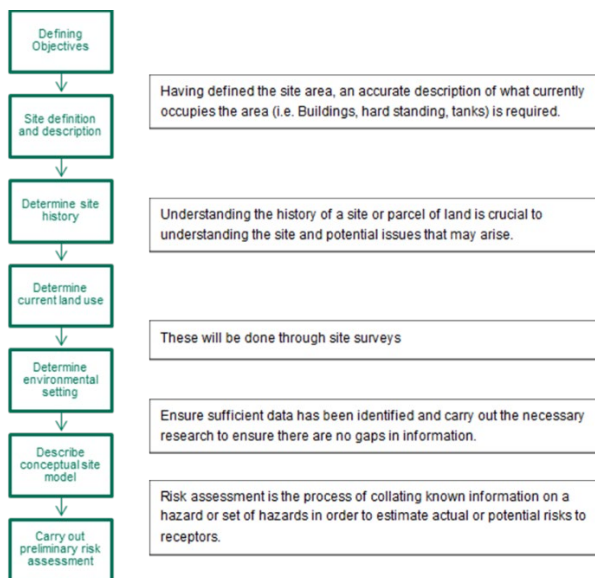 Defining
Objectives
Having defined the site area, an accurate description of what currently
occupies the area (i.e. Buildings, hard standing, tanks) is required.
Site definition
and description
Determine site
history
Understanding the history of a site or parcel of land is crucial to
understanding the site and potential issues that may arise.
Determine
current land use
These will be done through site surveys
Determine
environmental
setting
Ensure sufficient data has been identified and carry out the necessary
research to ensure there are no gaps in information.
Describe
conceptual site
model
Risk assessment is the process of collating known information on a
hazard or set of hazards in order to estimate actual or potential risks to
receptors.
Carry out
preliminary risk
assessment